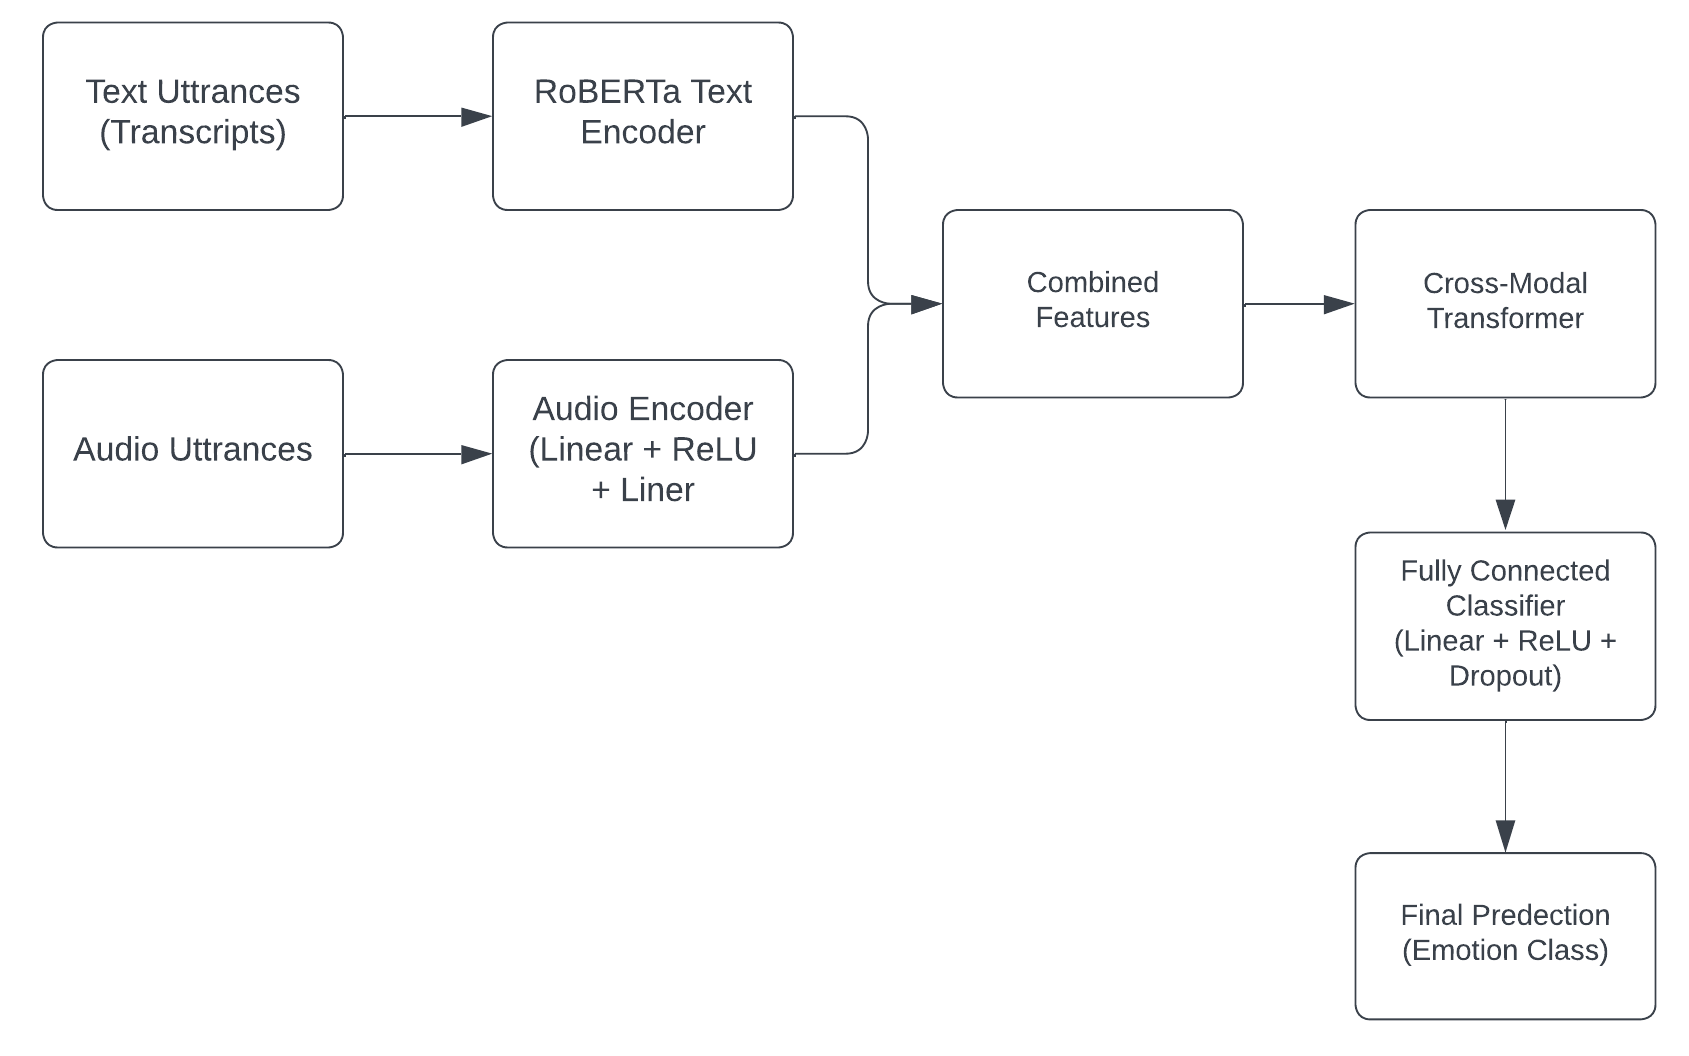 Text Uttrances
(Transcripts)
RoBERTa Text
Encoder
Audio Uttrances
Audio Encoder
(Linear + ReLU
+ Liner
Combined
Features
Cross-Modal
Transformer
Fully Connected
Classifier
(Linear + ReLU +
Dropout)
Final Predection
(Emotion Class)